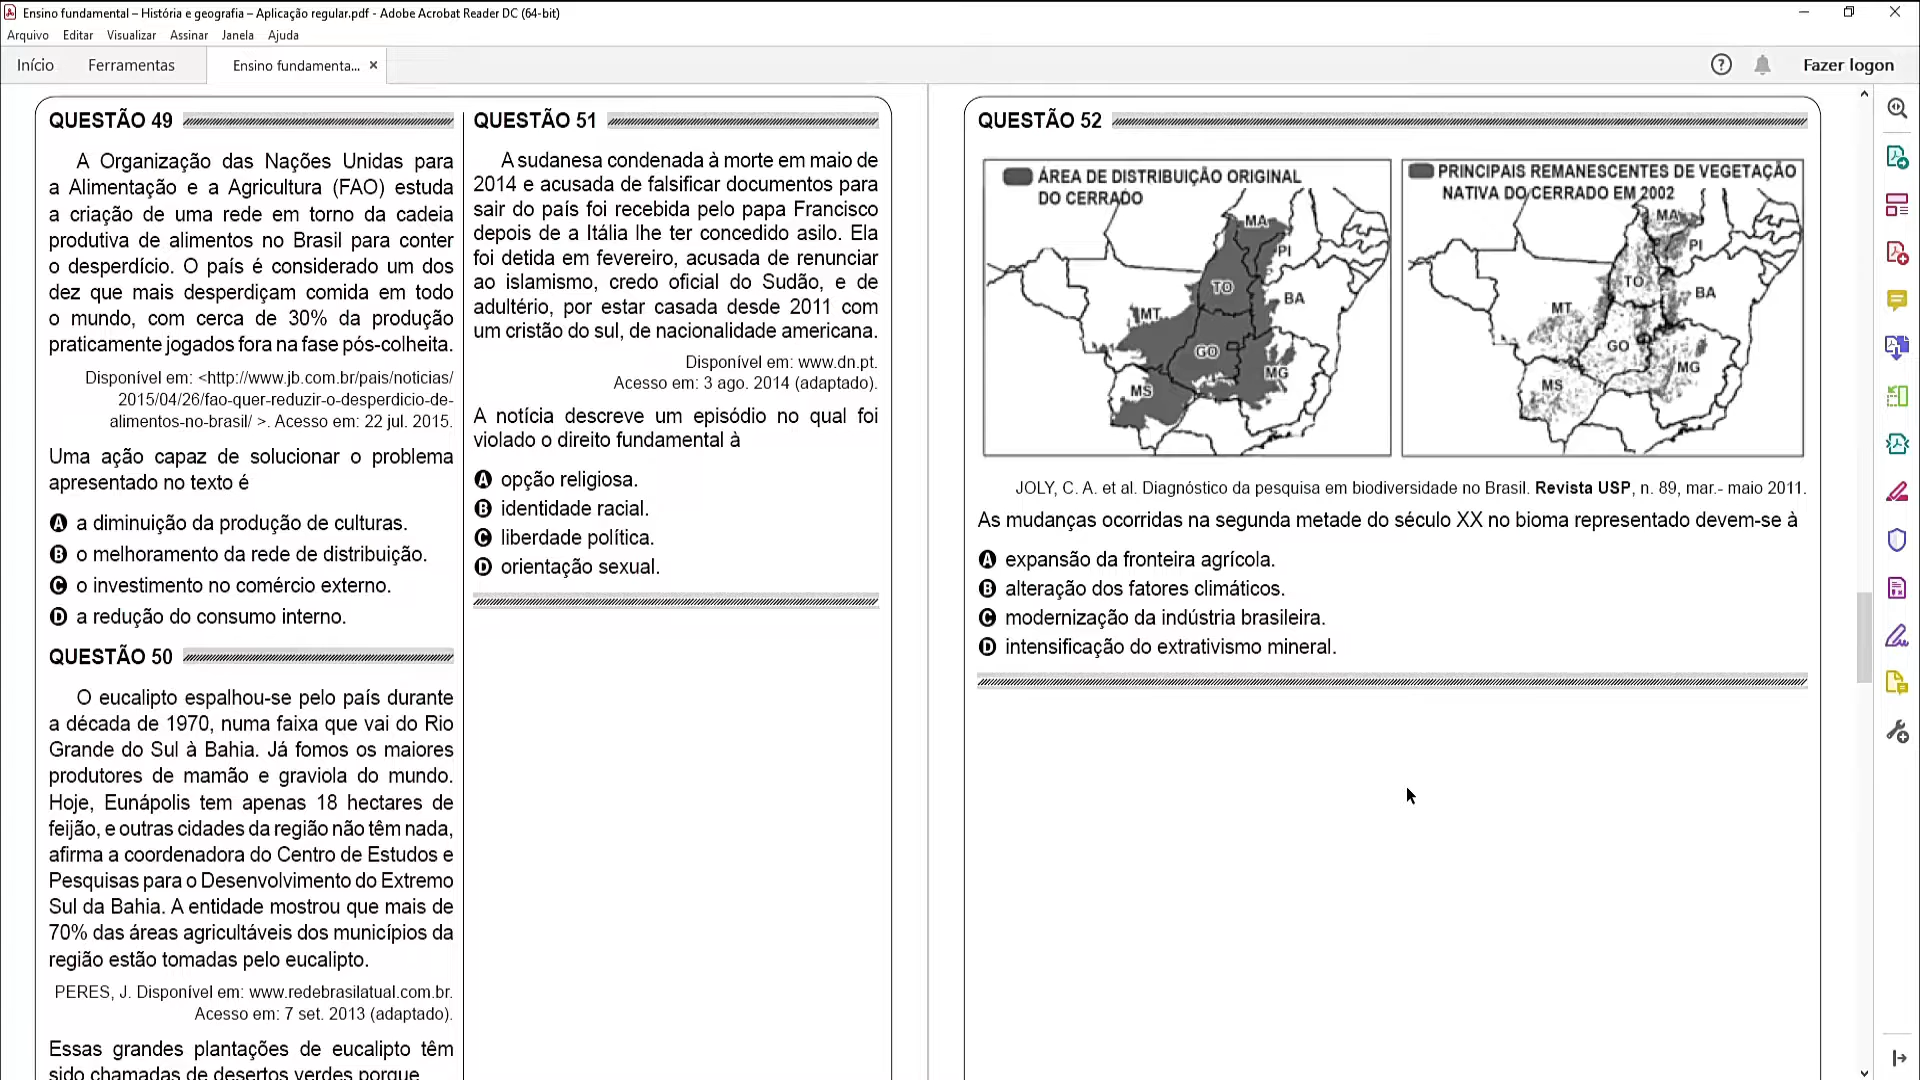 Ensino fundamental – História e geografia – Aplicação regular.pdf - Adobe Acrobat Reader DC (64-bit)
Arquivo Editar Visualizar Assinar Janela Ajuda
Início Ferramentas Ensino fundamenta... × Fazer logon
QUESTÃO 49
A Organização das Nações Unidas para
a Alimentação e a Agricultura (FAO) estuda
a criação de uma rede em torno da cadeia
produtiva de alimentos no Brasil para conter
o desperdício. O país é considerado um dos
dez que mais desperdiçam comida em todo
o mundo, com cerca de 30% da produção
praticamente jogados fora na fase pós-colheita.
Disponível em: <http://www.jb.com.br/pais/noticias/
2015/04/26/fao-quer-reduzir-o-desperdicio-de-
alimentos-no-brasil/ >. Acesso em: 22 jul. 2015.
Uma ação capaz de solucionar o problema
apresentado no texto é
A a diminuição da produção de culturas.
B o melhoramento da rede de distribuição.
C o investimento no comércio externo.
D a redução do consumo interno.
QUESTÃO 50
O eucalipto espalhou-se pelo país durante
a década de 1970, numa faixa que vai do Rio
Grande do Sul à Bahia. Já fomos os maiores
produtores de mamão e graviola do mundo.
Hoje, Eunápolis tem apenas 18 hectares de
feijão, e outras cidades da região não têm nada,
afirma a coordenadora do Centro de Estudos e
Pesquisas para o Desenvolvimento do Extremo
Sul da Bahia. A entidade mostrou que mais de
70% das áreas agricultáveis dos municípios da
região estão tomadas pelo eucalipto.
PERES, J. Disponível em: www.redebrasilatual.com.br.
Acesso em: 7 set. 2013 (adaptado).
Essas grandes plantações de eucalipto têm
sido chamadas de desertos verdes porque
QUESTÃO 51
A sudanesa condenada à morte em maio de
2014 e acusada de falsificar documentos para
sair do país foi recebida pelo papa Francisco
depois de a Itália lhe ter concedido asilo. Ela
foi detida em fevereiro, acusada de renunciar
ao islamismo, credo oficial do Sudão, e de
adultério, por estar casada desde 2011 com
um cristão do sul, de nacionalidade americana.
Disponível em: www.dn.pt.
Acesso em: 3 ago. 2014 (adaptado).
A notícia descreve um episódio no qual foi
violado o direito fundamental à
A opção religiosa.
B identidade racial.
C liberdade política.
D orientação sexual.
QUESTÃO 52
ÁREA DE DISTRIBUIÇÃO ORIGINAL
DO CERRADO
MA
PI
TO
BA
MT
GO
MG
MS
PRINCIPAIS REMANESCENTES DE VEGETAÇÃO
NATIVA DO CERRADO EM 2002
MA
PI
TO
BA
MT
GO
MG
MS
JOLY, C. A. et al. Diagnóstico da pesquisa em biodiversidade no Brasil. Revista USP, n. 89, mar.- maio 2011.
As mudanças ocorridas na segunda metade do século XX no bioma representado devem-se à
A expansão da fronteira agrícola.
B alteração dos fatores climáticos.
C modernização da indústria brasileira.
D intensificação do extrativismo mineral.